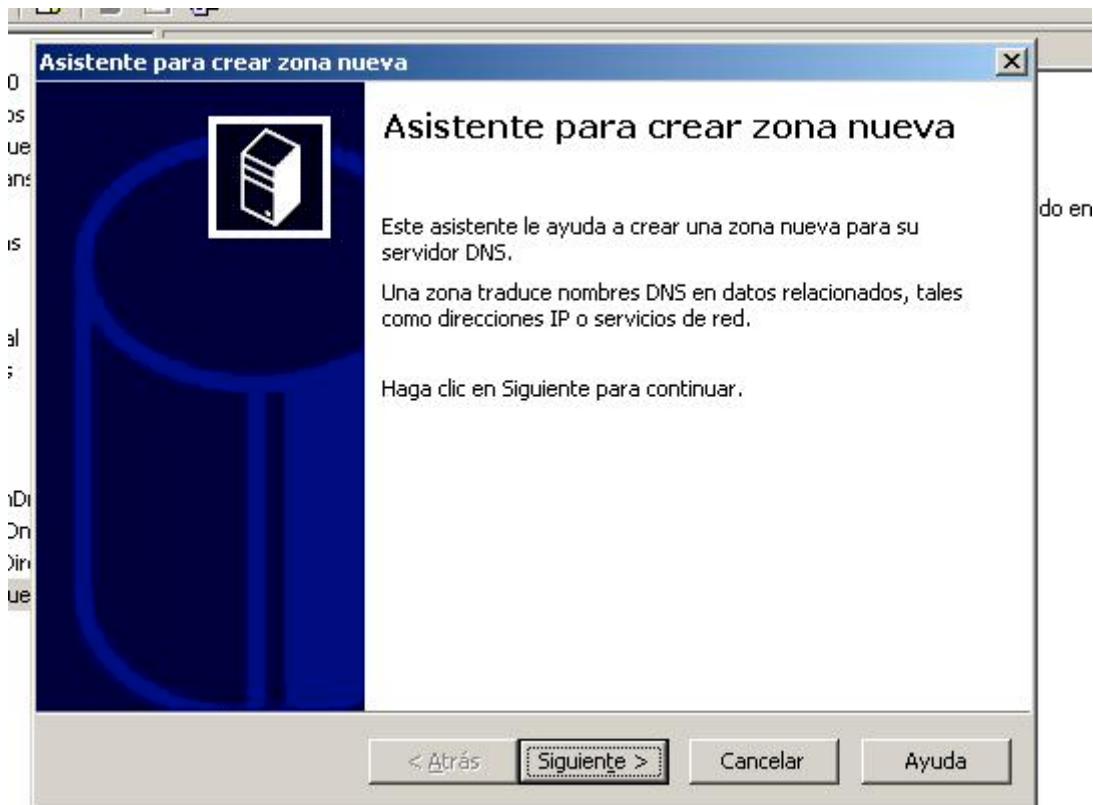 Asistente para crear zona nueva
Asistente para crear zona nueva
Este asistente le ayuda a crear una zona nueva para su
servidor DNS.
Una zona traduce nombres DNS en datos relacionados, tales
como direcciones IP o servicios de red.
Haga clic en Siguiente para continuar.
do en
< Atrás
Siguiente >
Cancelar
Ayuda